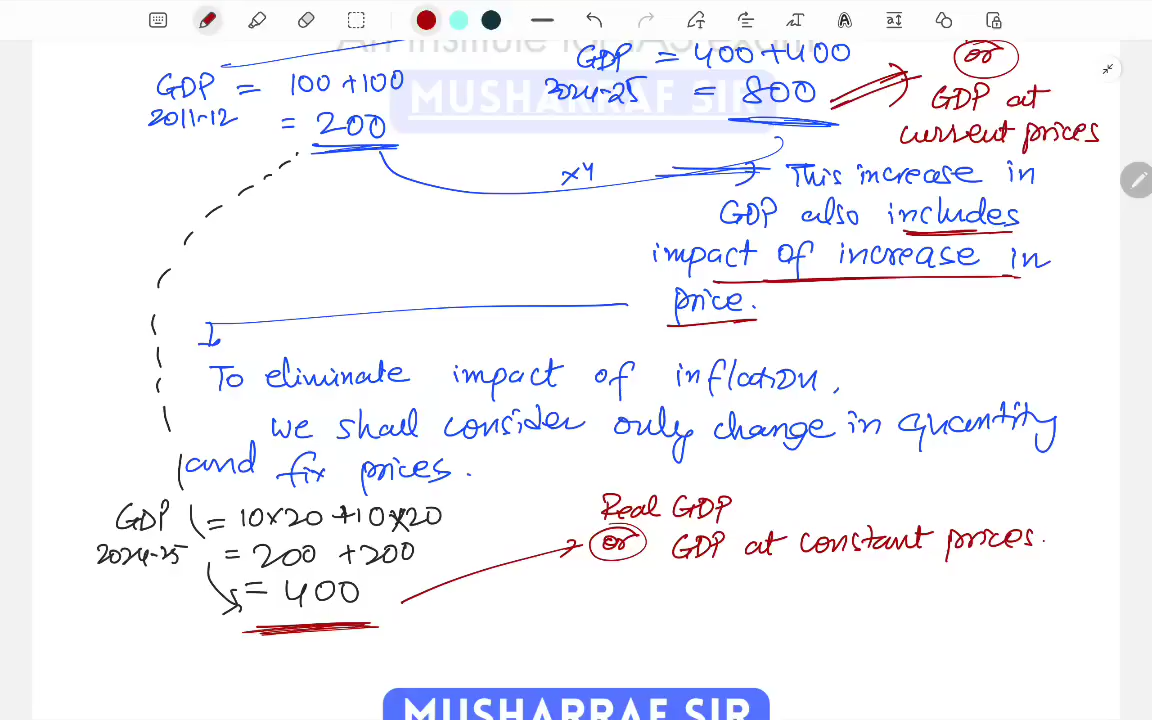 GDP = 100 + 100
2011-12
= 200
GDP = 400 + 400
2024-25 = 800
or
GDP at
current prices
MUSHARRAF SIR
x4
This increase in
GDP also includes
impact of increase in
price.
To eliminate impact of inflation,
we shall consider only change in quantity
and fix prices.
GDP = 10x20 + 10x20
2024-25 = 200 + 200
= 400
Real GDP
or GDP at constant prices.
MUSHARRAF SIR